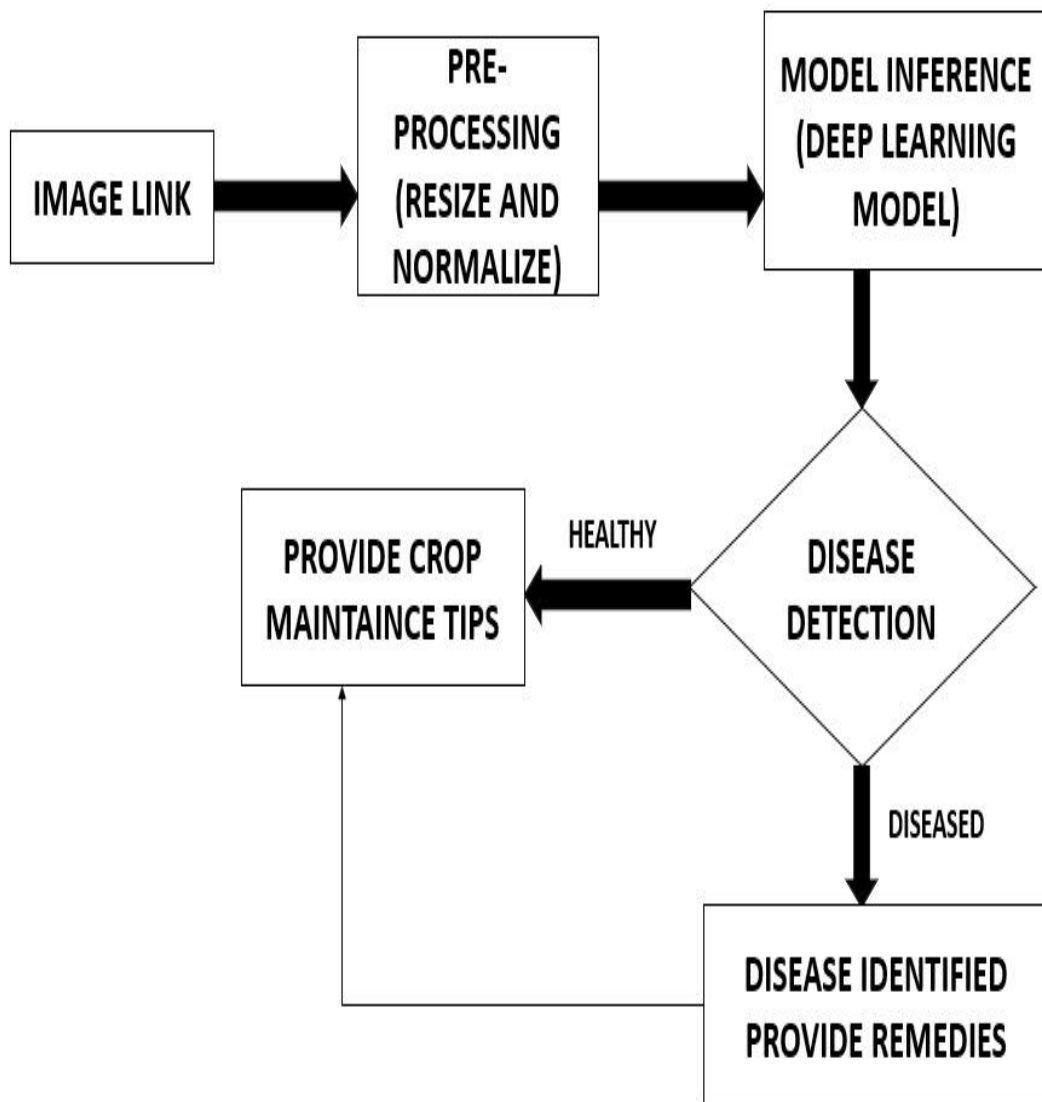 IMAGE LINK
PRE-
PROCESSING
(RESIZE AND
NORMALIZE)
MODEL INFERENCE
(DEEP LEARNING
MODEL)
DISEASE
DETECTION
HEALTHY
PROVIDE CROP
MAINTAINCE TIPS
DISEASED
DISEASE IDENTIFIED
PROVIDE REMEDIES